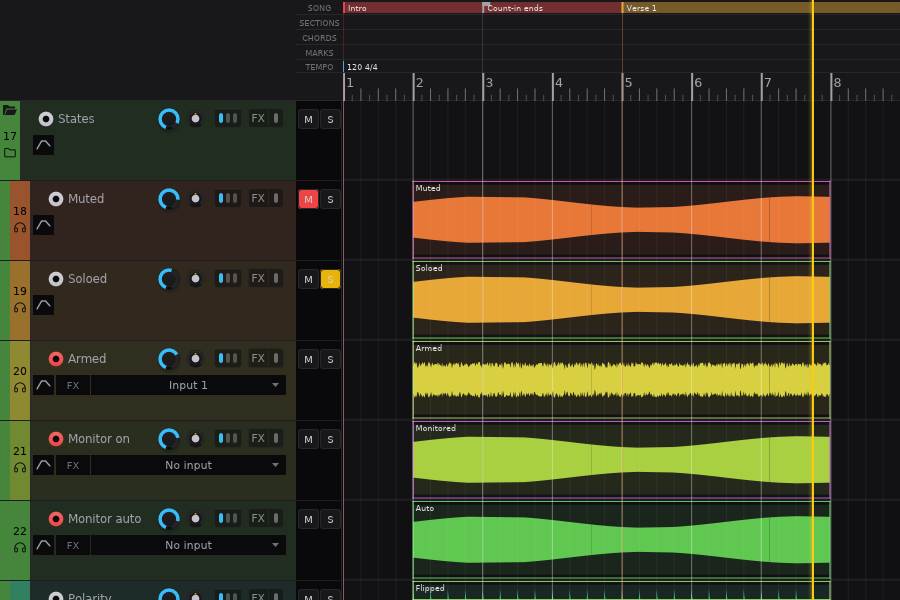 SONG Intro Count-in ends Verse 1
SECTIONS
CHORDS
MARKS
TEMPO 120 4/4
1 2 3 4 5 6 7 8
17 States FX M S
18 Muted FX M S Muted
19 Soloed FX M S Soloed
20 Armed FX M S Armed
FX Input 1
21 Monitor on FX M S Monitored
FX No input
22 Monitor auto FX M S Auto
FX No input
Polarity FX M S Flipped